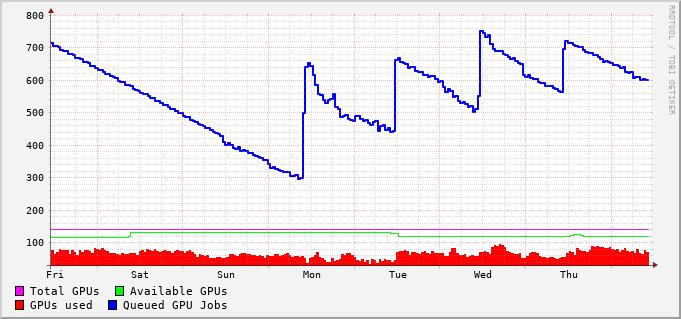 800
700
600
500
400
300
200
100
Fri Sat Sun Mon Tue Wed Thu
Total GPUs Available GPUs
GPUs used Queued GPU Jobs
RRDTOOL / TOBI OETIKER